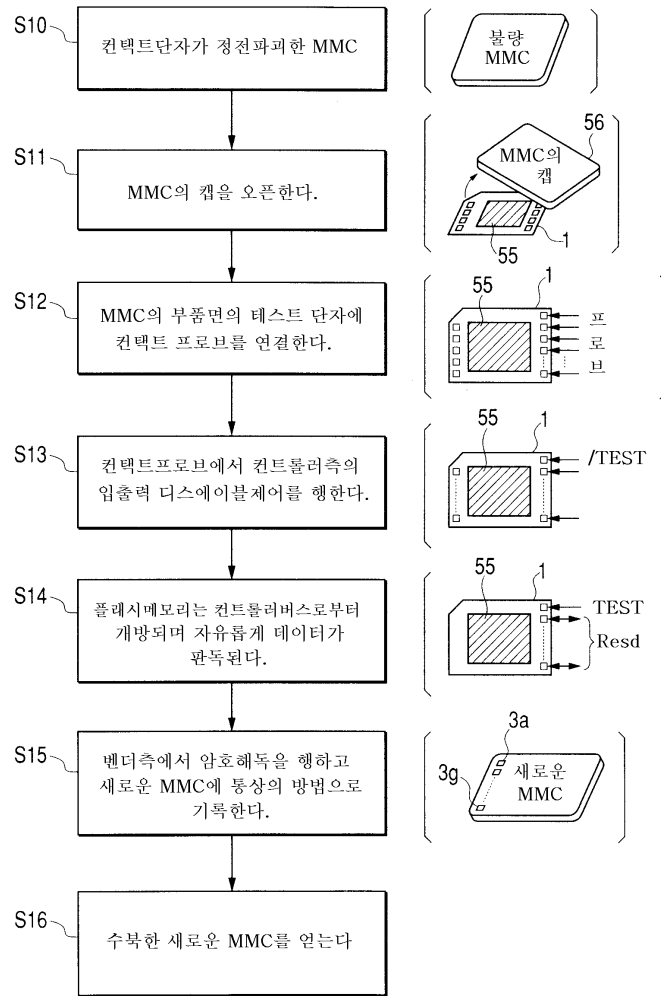 S10
컨택트단자가 정전파괴한 MMC
불량
MMC
S11
MMC의 캡을 오픈한다.
56
MMC의
캡
55
1
S12
MMC의 부품면의 테스트 단자에
컨택트 프로브를 연결한다.
55
1
프
로
브
S13
컨택트프로브에서 컨트롤러측의
입출력 디스에이블제어를 행한다.
55
1
/TEST
S14
플래시메모리는 컨트롤러버스로부터
개방되며 자유롭게 데이터가
판독된다.
55
1
TEST
Resd
S15
벤더측에서 암호해독을 행하고
새로운 MMC에 통상의 방법으로
기록한다.
3a
3g
새로운
MMC
S16
수북한 새로운 MMC를 얻는다